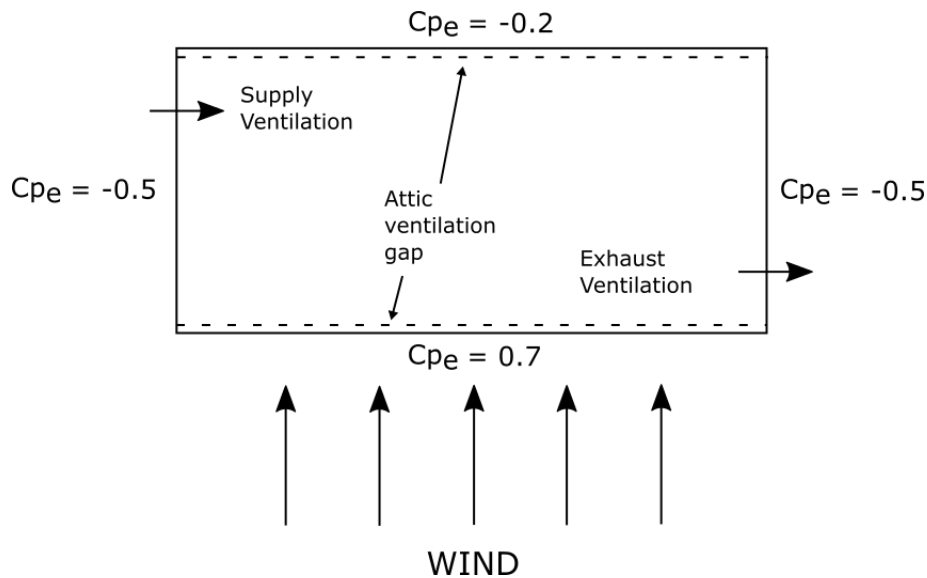 Cpe = -0.2
Supply
Ventilation
Cpe = -0.5
Attic
ventilation
gap
Cpe = -0.5
Exhaust
Ventilation
Cpe = 0.7
WIND